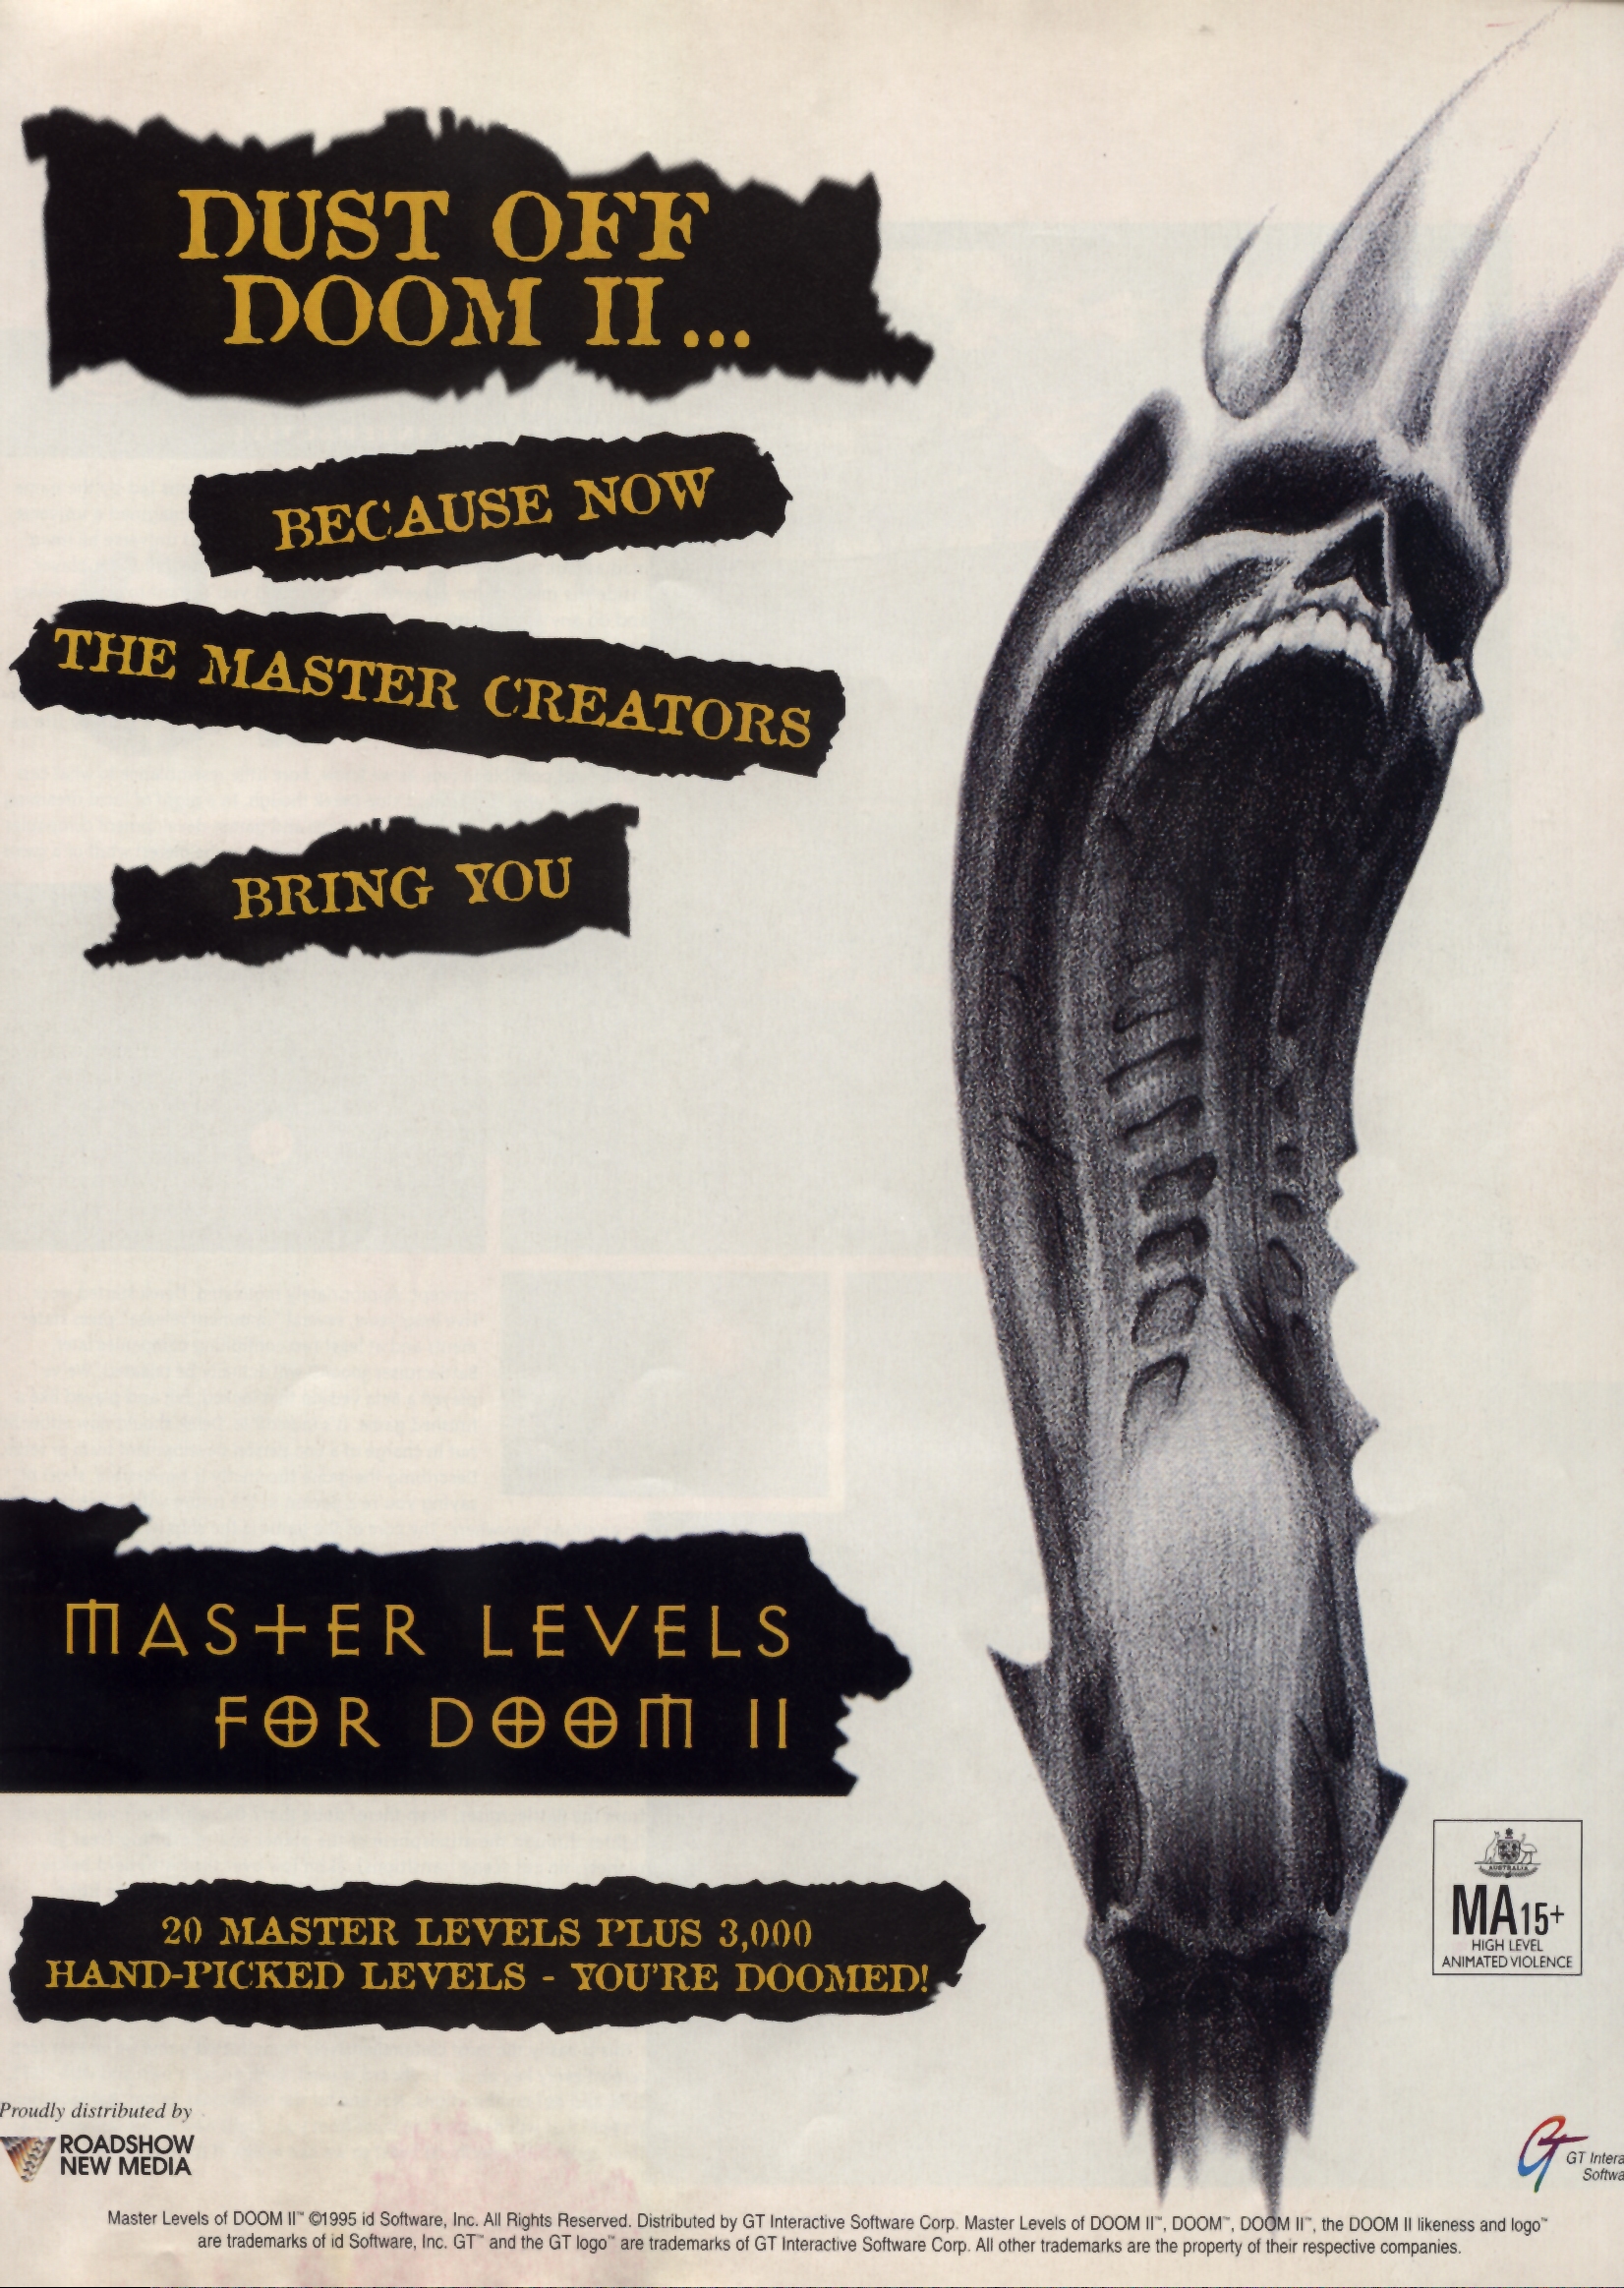 DUST OFF
DOOM II...
BECAUSE NOW
THE MASTER CREATORS
BRING YOU
MASTER LEVELS
FOR DOOM II
20 MASTER LEVELS PLUS 3,000
HAND-PICKED LEVELS - YOU'RE DOOMED!
AUSTRALIA
MA15+
HIGH LEVEL
ANIMATED VIOLENCE
Proudly distributed by
ROADSHOW
NEW MEDIA
GT
GT Intera
Softwa
Master Levels of DOOM II™ ©1995 id Software, Inc. All Rights Reserved. Distributed by GT Interactive Software Corp. Master Levels of DOOM II™, DOOM™, DOOM II™, the DOOM II likeness and logo™
are trademarks of id Software, Inc. GT™ and the GT logo™ are trademarks of GT Interactive Software Corp. All other trademarks are the property of their respective companies.